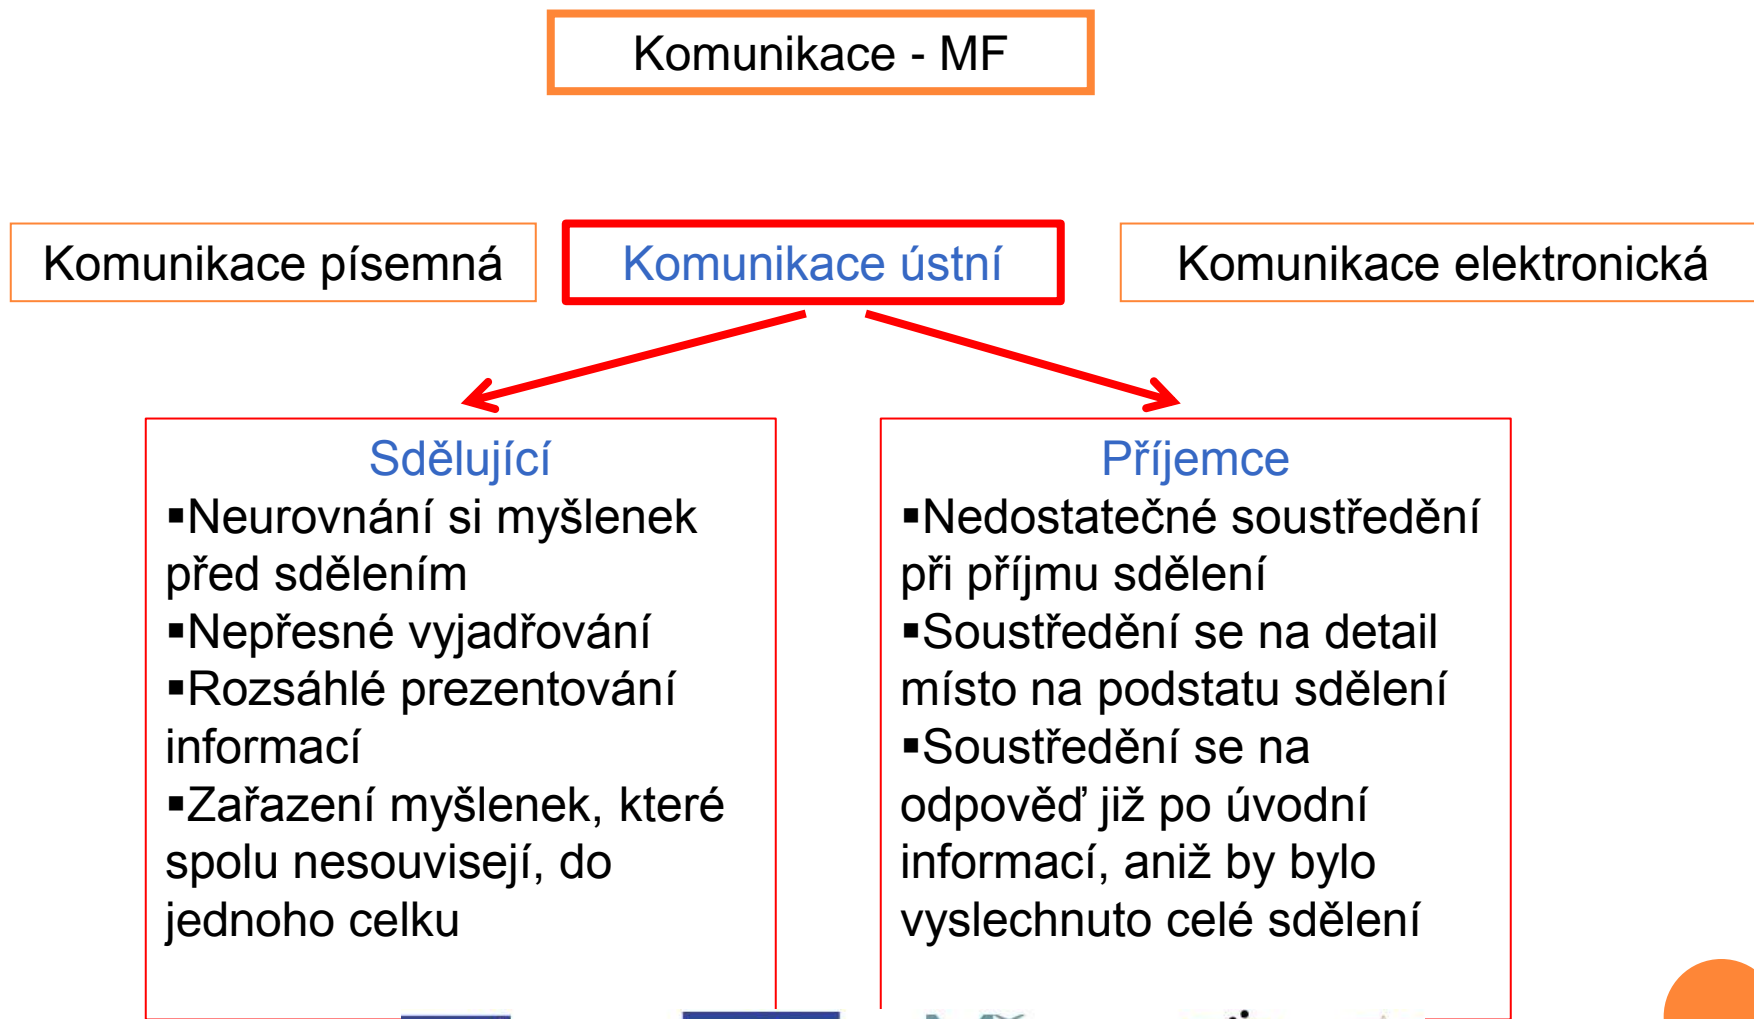 Komunikace - MF
Komunikace písemná
Komunikace ústní
Komunikace elektronická
Sdělující
▪Neurovnání si myšlenek
před sdělením
▪Nepřesné vyjadřování
▪Rozsáhlé prezentování
informací
▪Zařazení myšlenek, které
spolu nesouvisejí, do
jednoho celku
Příjemce
▪Nedostatečné soustředění
při příjmu sdělení
▪Soustředění se na detail
místo na podstatu sdělení
▪Soustředění se na
odpověď již po úvodní
informací, aniž by bylo
vyslechnuto celé sdělení